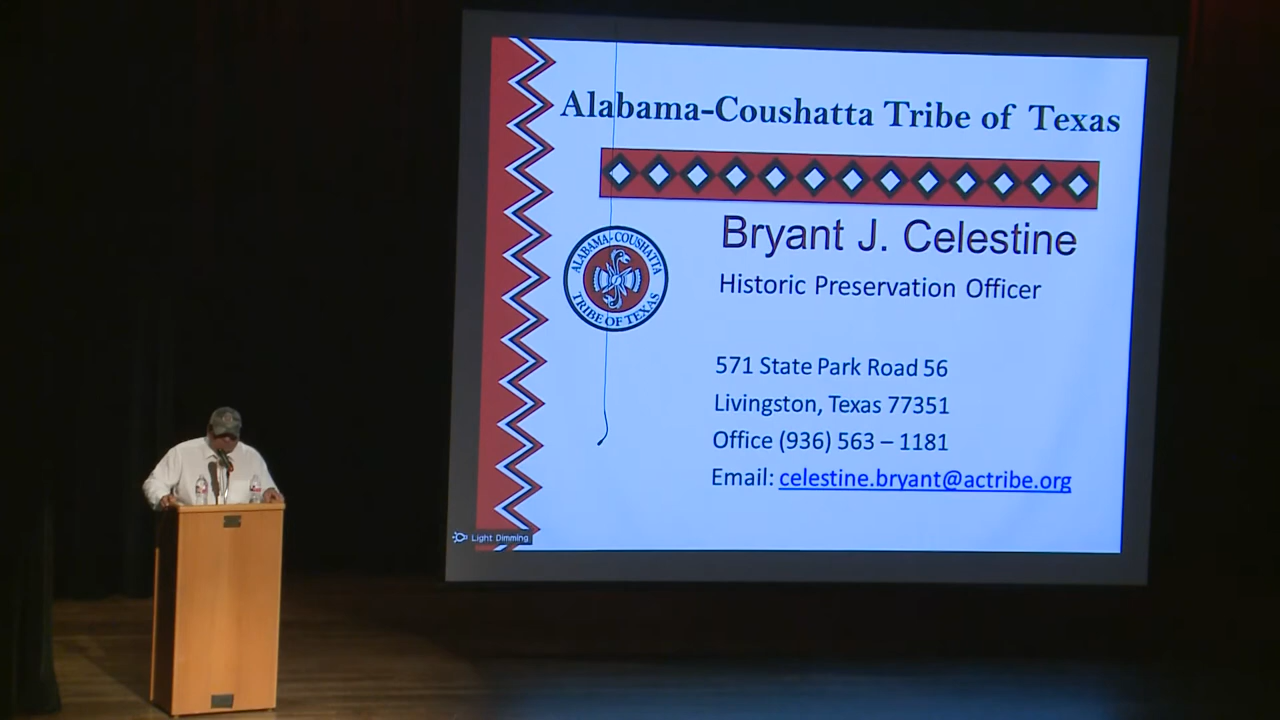 Alabama-Coushatta Tribe of Texas
Bryant J. Celestine
Historic Preservation Officer
ALABAMA-COUSHATTA
TRIBE OF TEXAS
571 State Park Road 56
Livingston, Texas 77351
Office (936) 563 – 1181
Email: celestine.bryant@actribe.org
Light Dimming